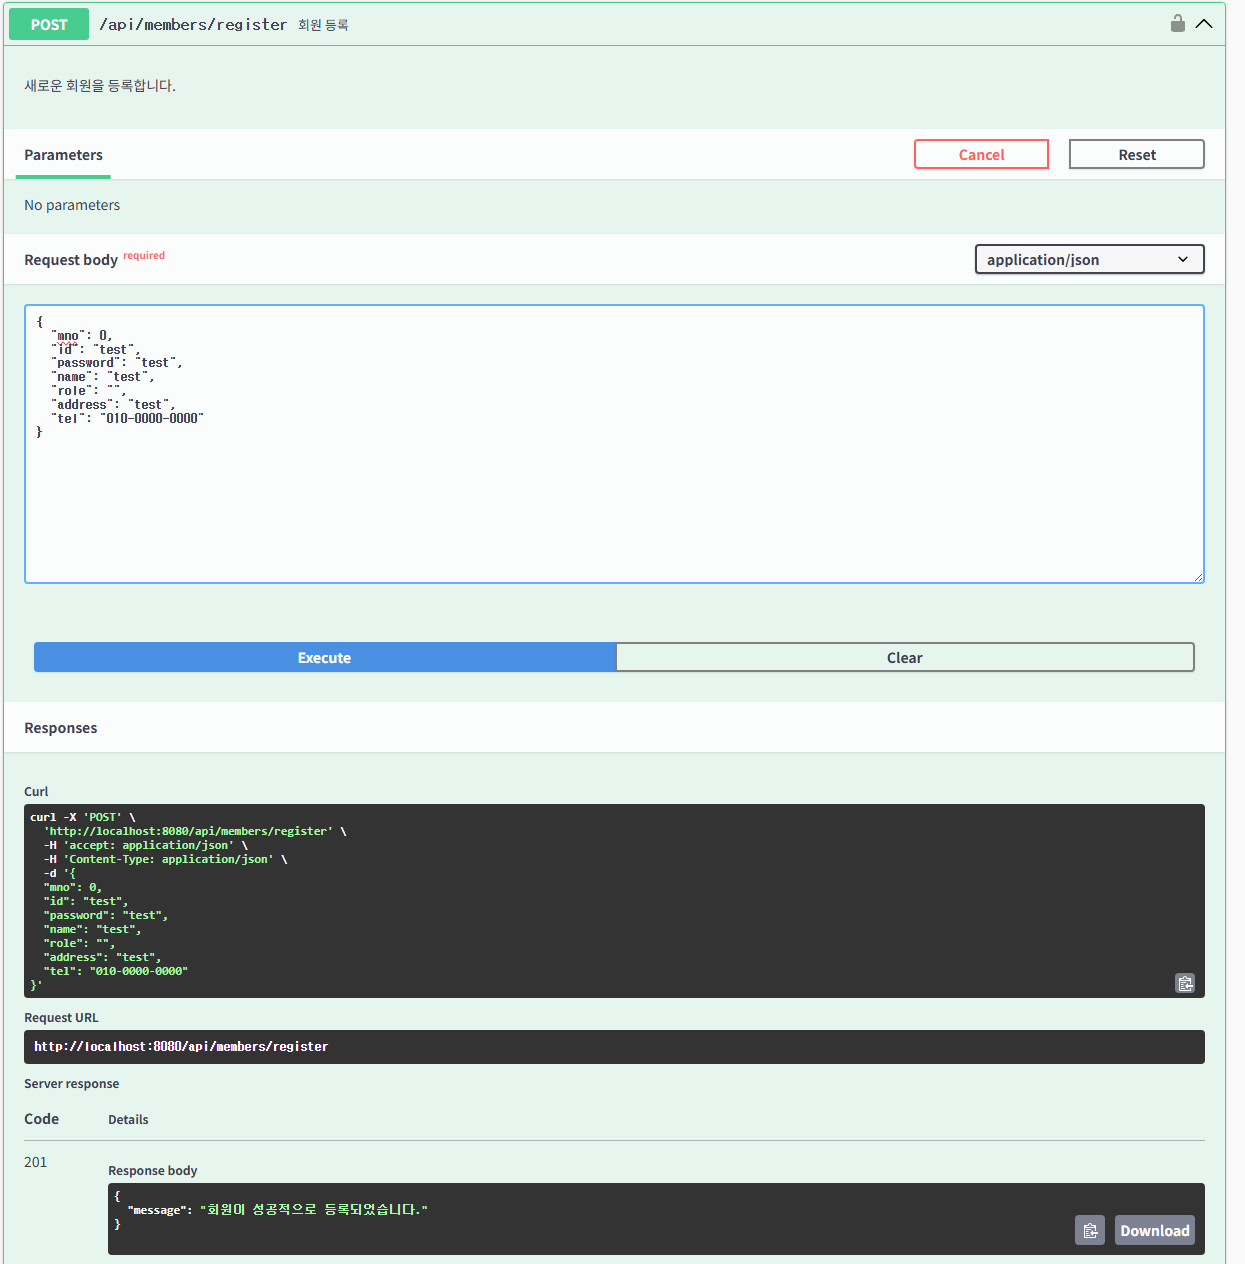 POST /api/members/register 회원 등록
새로운 회원을 등록합니다.
Parameters
Cancel
Reset
No parameters
Request body required
application/json
{
  "mno": 0,
  "id": "test",
  "password": "test",
  "name": "test",
  "role": "",
  "address": "test",
  "tel": "010-0000-0000"
}
Execute
Clear
Responses
Curl
curl -X 'POST' \
  'http://localhost:8080/api/members/register' \
  -H 'accept: application/json' \
  -H 'Content-Type: application/json' \
  -d '{
  "mno": 0,
  "id": "test",
  "password": "test",
  "name": "test",
  "role": "",
  "address": "test",
  "tel": "010-0000-0000"
}'
Request URL
http://localhost:8080/api/members/register
Server response
Code Details
201
Response body
{
  "message": "회원이 성공적으로 등록되었습니다."
}
Download